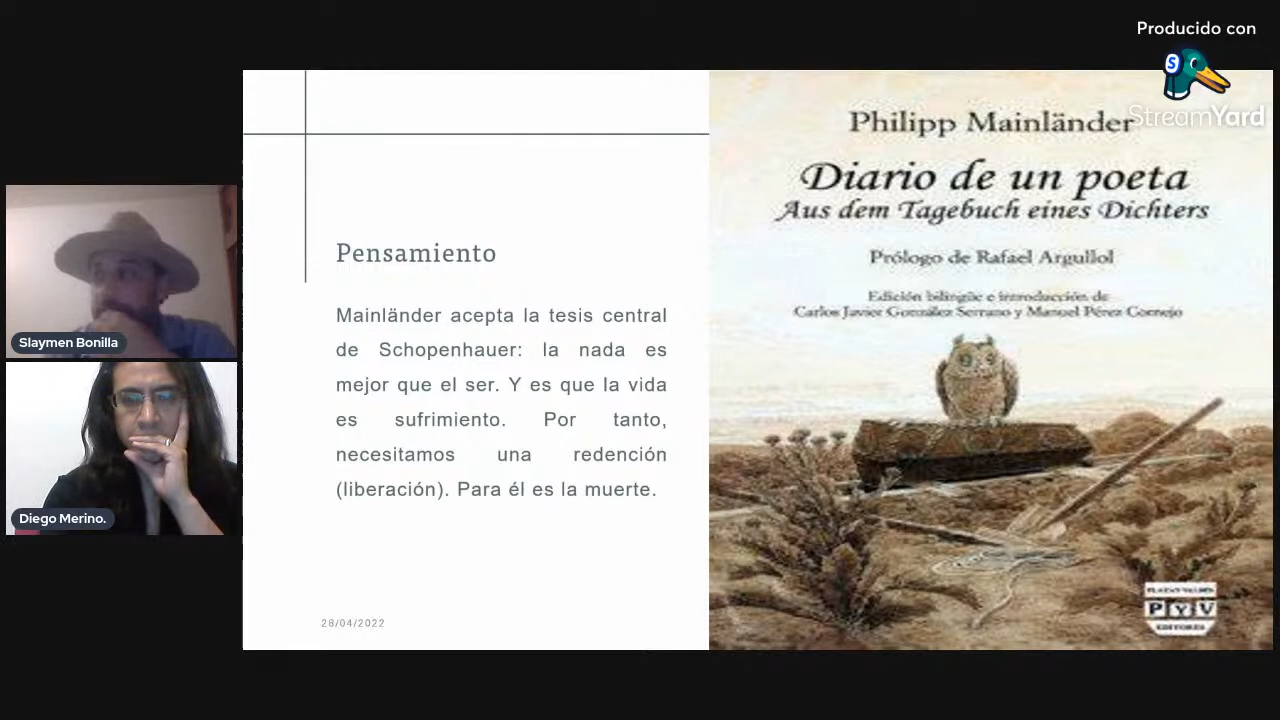 Producido con
StreamYard
Philipp Mainländer
Diario de un poeta
Aus dem Tagebuch eines Dichters
Prólogo de Rafael Argullol
Edición bilingüe e introducción de
Carlos Javier González Serrano y Manuel Pérez Cornejo
Pensamiento
Mainländer acepta la tesis central
de Schopenhauer: la nada es
mejor que el ser. Y es que la vida
es sufrimiento. Por tanto,
necesitamos una redención
(liberación). Para él es la muerte.
28/04/2022
Slaymen Bonilla
Diego Merino.
PLAZA Y VALDÉS
P Y V
EDITORES